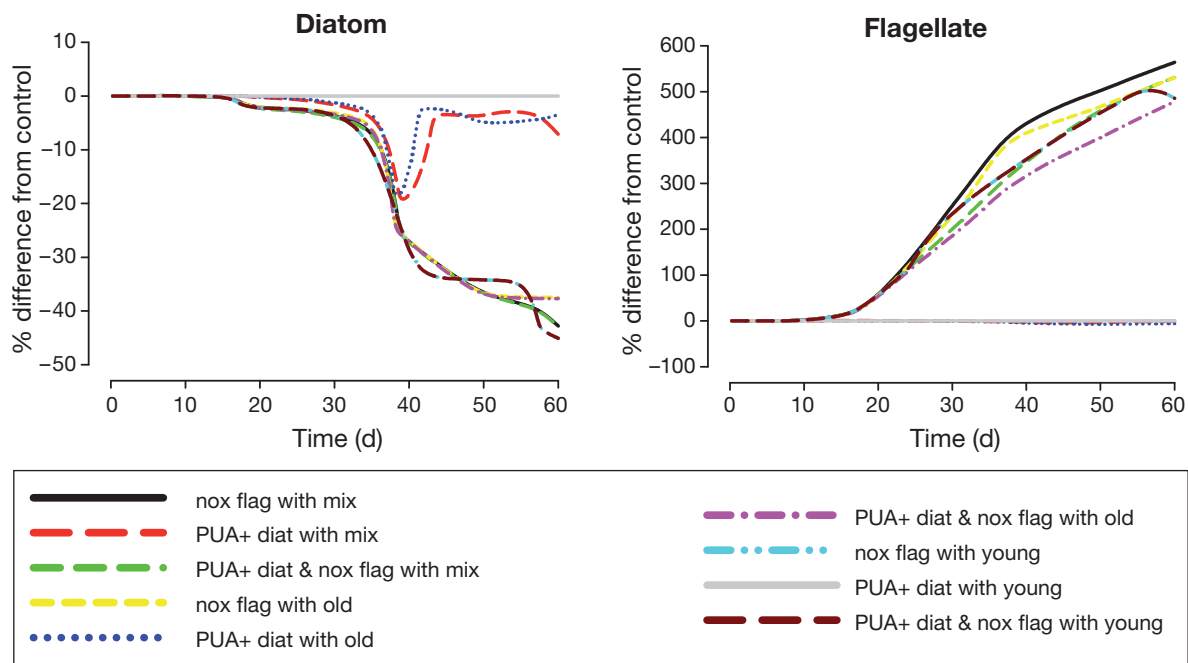 Diatom
10
0
−10
−20
−30
−40
−50
% difference from control
0 10 20 30 40 50 60
Time (d)
Flagellate
600
500
400
300
200
100
0
−100
% difference from control
0 10 20 30 40 50 60
Time (d)
nox flag with mix
PUA+ diat with mix
PUA+ diat & nox flag with mix
nox flag with old
PUA+ diat with old
PUA+ diat & nox flag with old
nox flag with young
PUA+ diat with young
PUA+ diat & nox flag with young